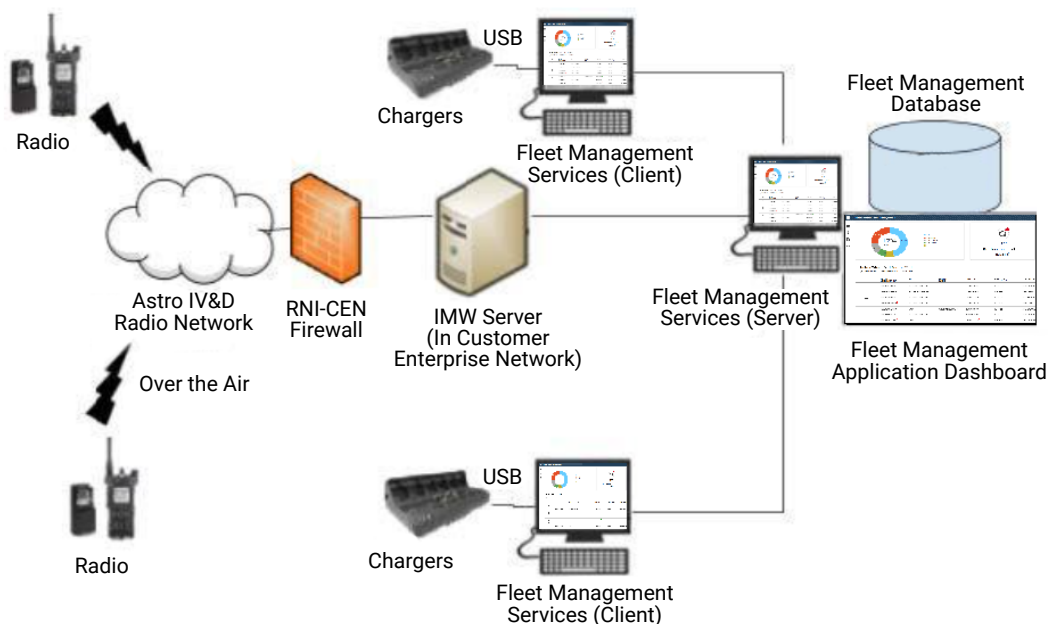 USB
Chargers
Fleet Management
Services (Client)
Fleet Management
Database
Radio
Astro IV&D
Radio Network
RNI-CEN
Firewall
IMW Server
(In Customer
Enterprise Network)
Fleet Management
Services (Server)
Fleet Management
Application Dashboard
Over the Air
Radio
USB
Chargers
Fleet Management
Services (Client)